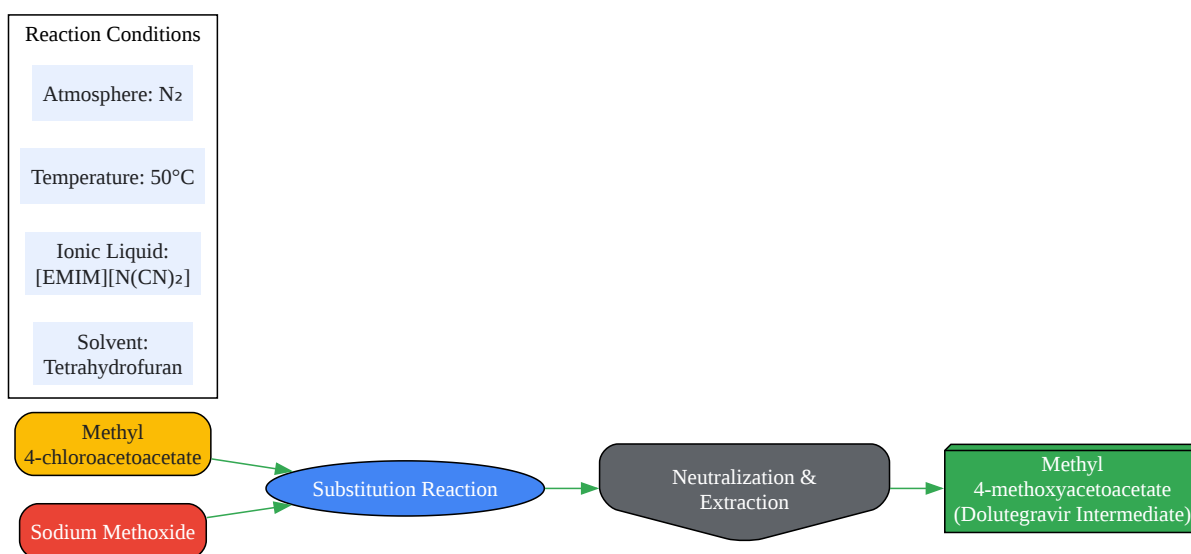 Reaction Conditions
Atmosphere: N₂
Temperature: 50°C
Ionic Liquid:
[EMIM][N(CN)₂]
Solvent:
Tetrahydrofuran
Methyl
4-chloroacetoacetate
Sodium Methoxide
Substitution Reaction
Neutralization &
Extraction
Methyl
4-methoxyacetoacetate
(Dolutegravir Intermediate)